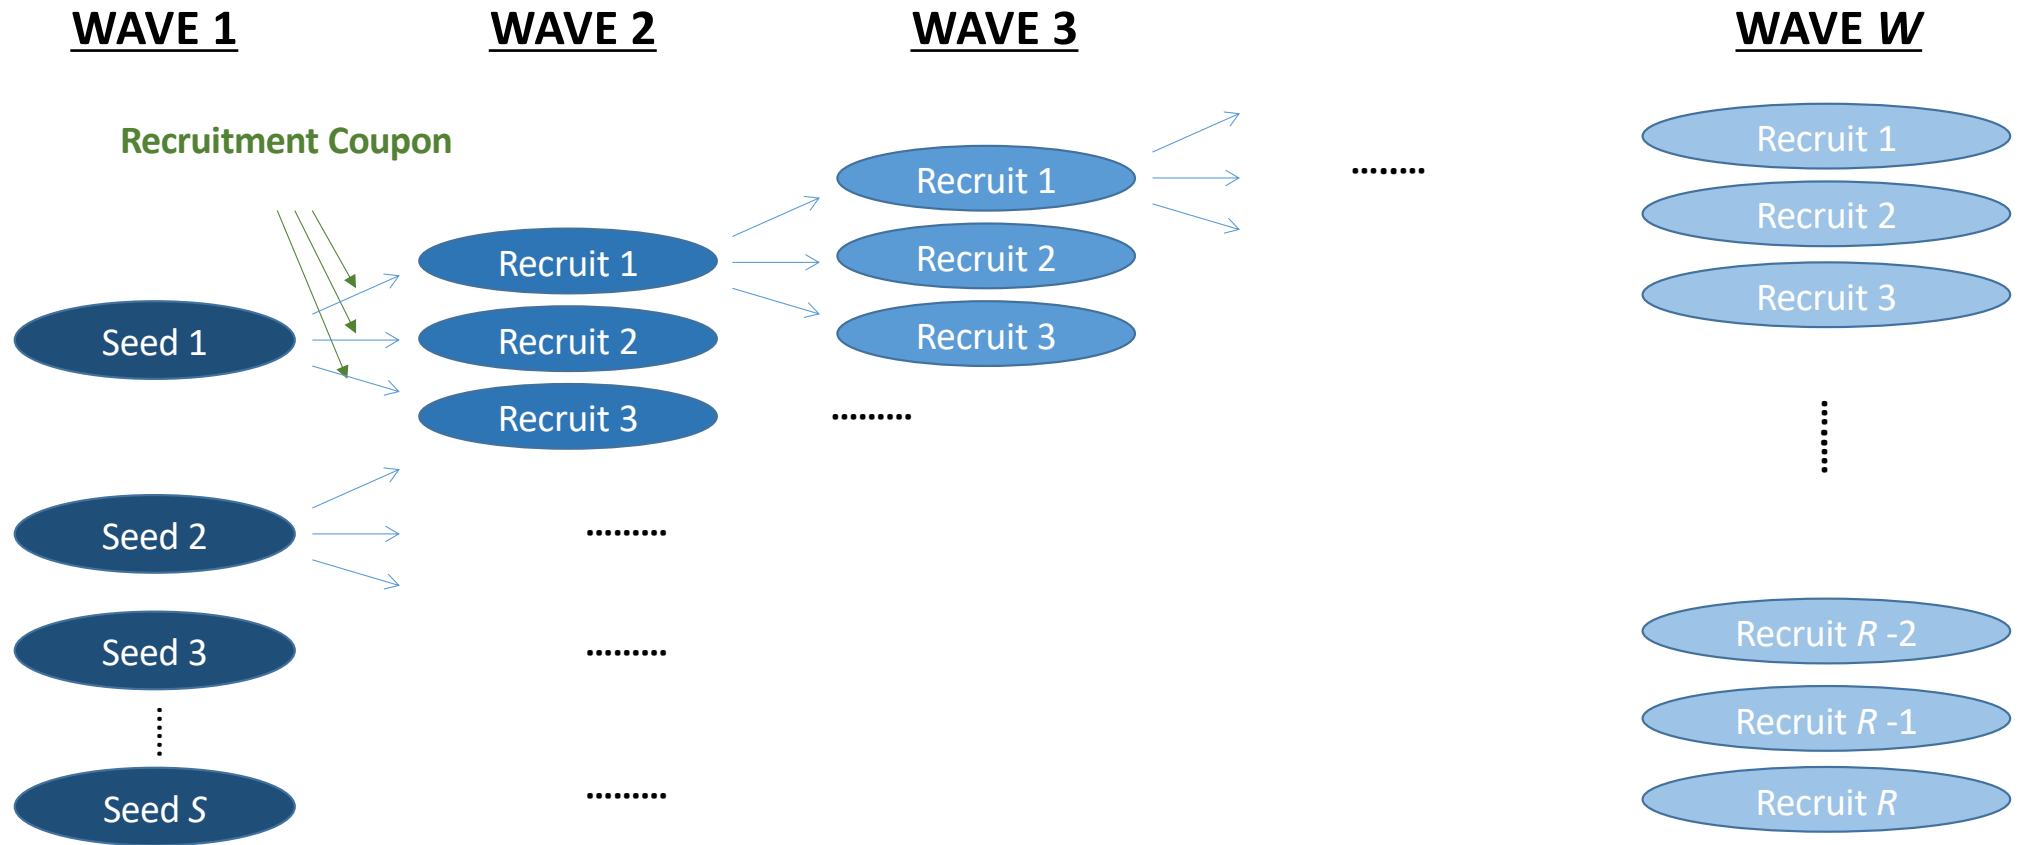 WAVE 1
WAVE 2
WAVE 3
WAVE W
Recruitment Coupon
Seed 1
Seed 2
Seed 3
Seed S
Recruit 1
Recruit 2
Recruit 3
Recruit 1
Recruit 2
Recruit 3
Recruit 1
Recruit 2
Recruit 3
Recruit R -2
Recruit R -1
Recruit R